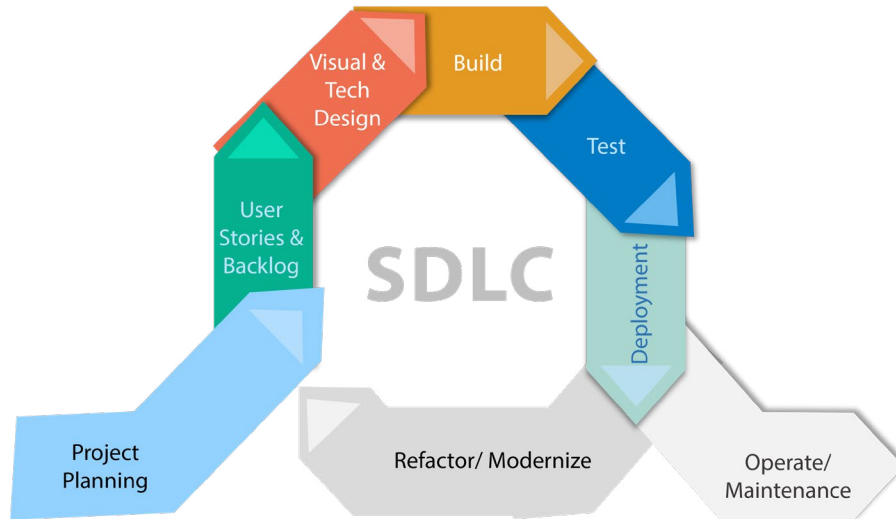 Visual &
Tech
Design
Build
Test
User
Stories &
Backlog
SDLC
Deployment
Project
Planning
Refactor/ Modernize
Operate/
Maintenance